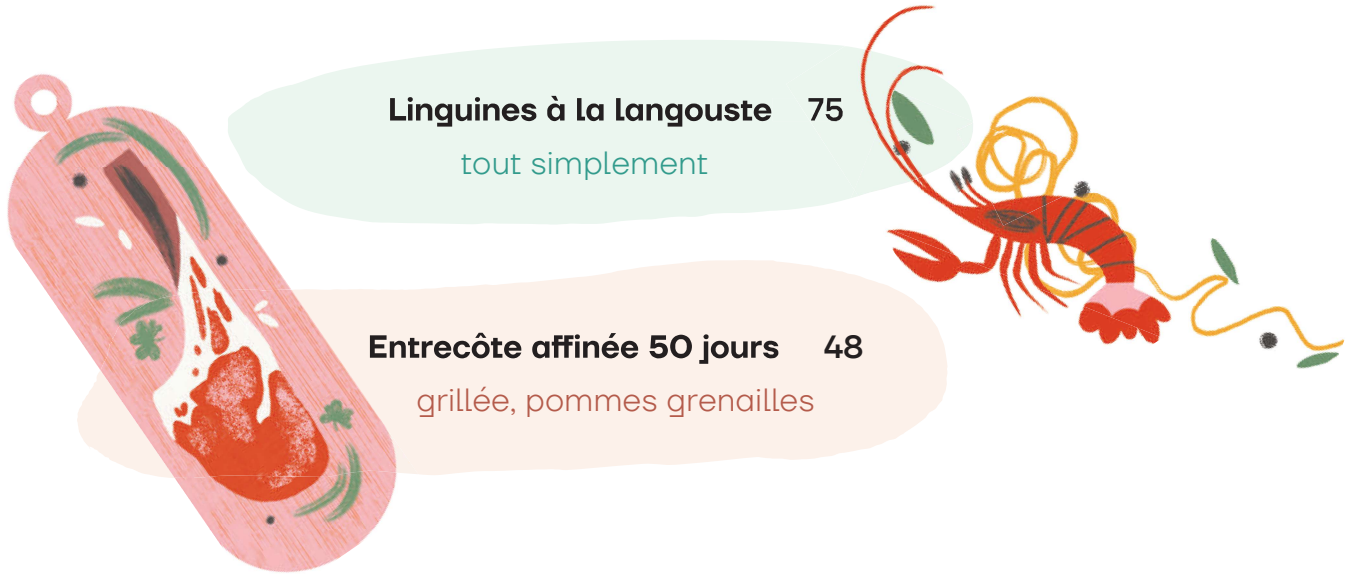 Linguines à la langouste 75
tout simplement
Entrecôte affinée 50 jours 48
grillée, pommes grenailles